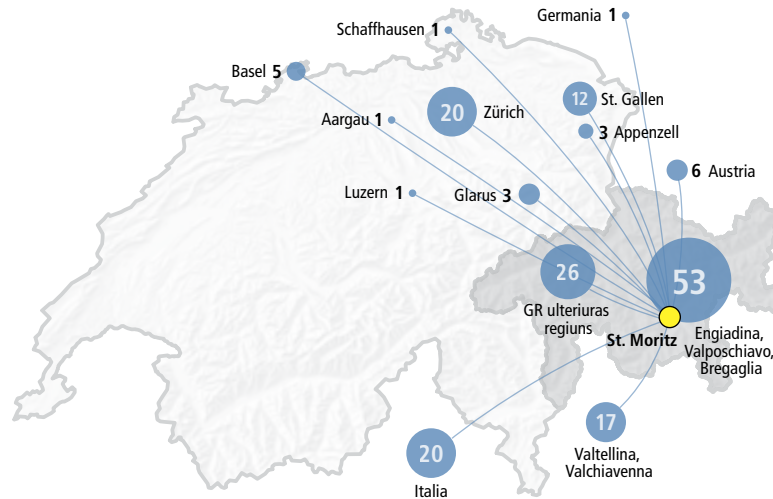 Germania 1
Schaffhausen 1
Basel 5
12 St. Gallen
20 Zürich
Aargau 1
3 Appenzell
6 Austria
Luzern 1
Glarus 3
26
53
GR ulteriuras
regiuns
St. Moritz
Engiadina,
Valposchiavo,
Bregaglia
17
Valtellina,
Valchiavenna
20
Italia